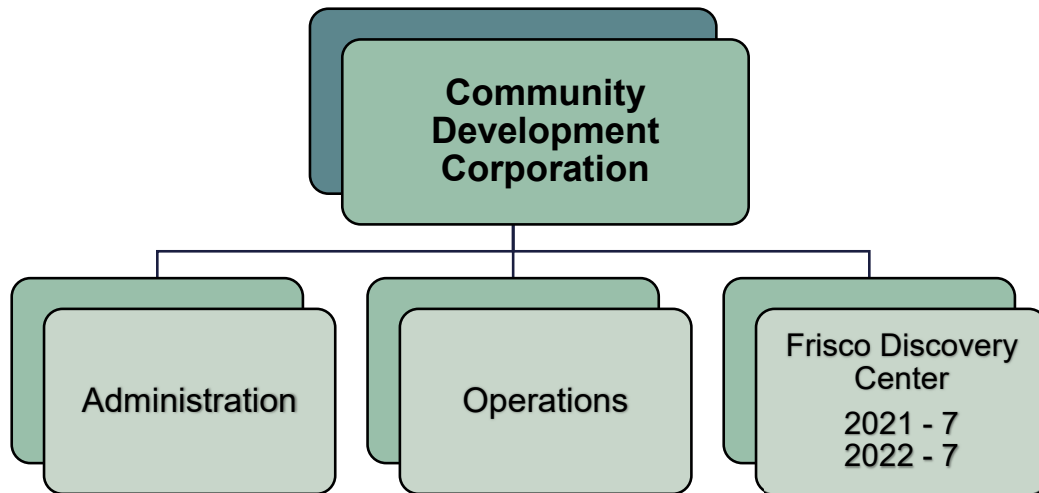 Community
Development
Corporation
Administration
Operations
Frisco Discovery
Center
2021 - 7
2022 - 7